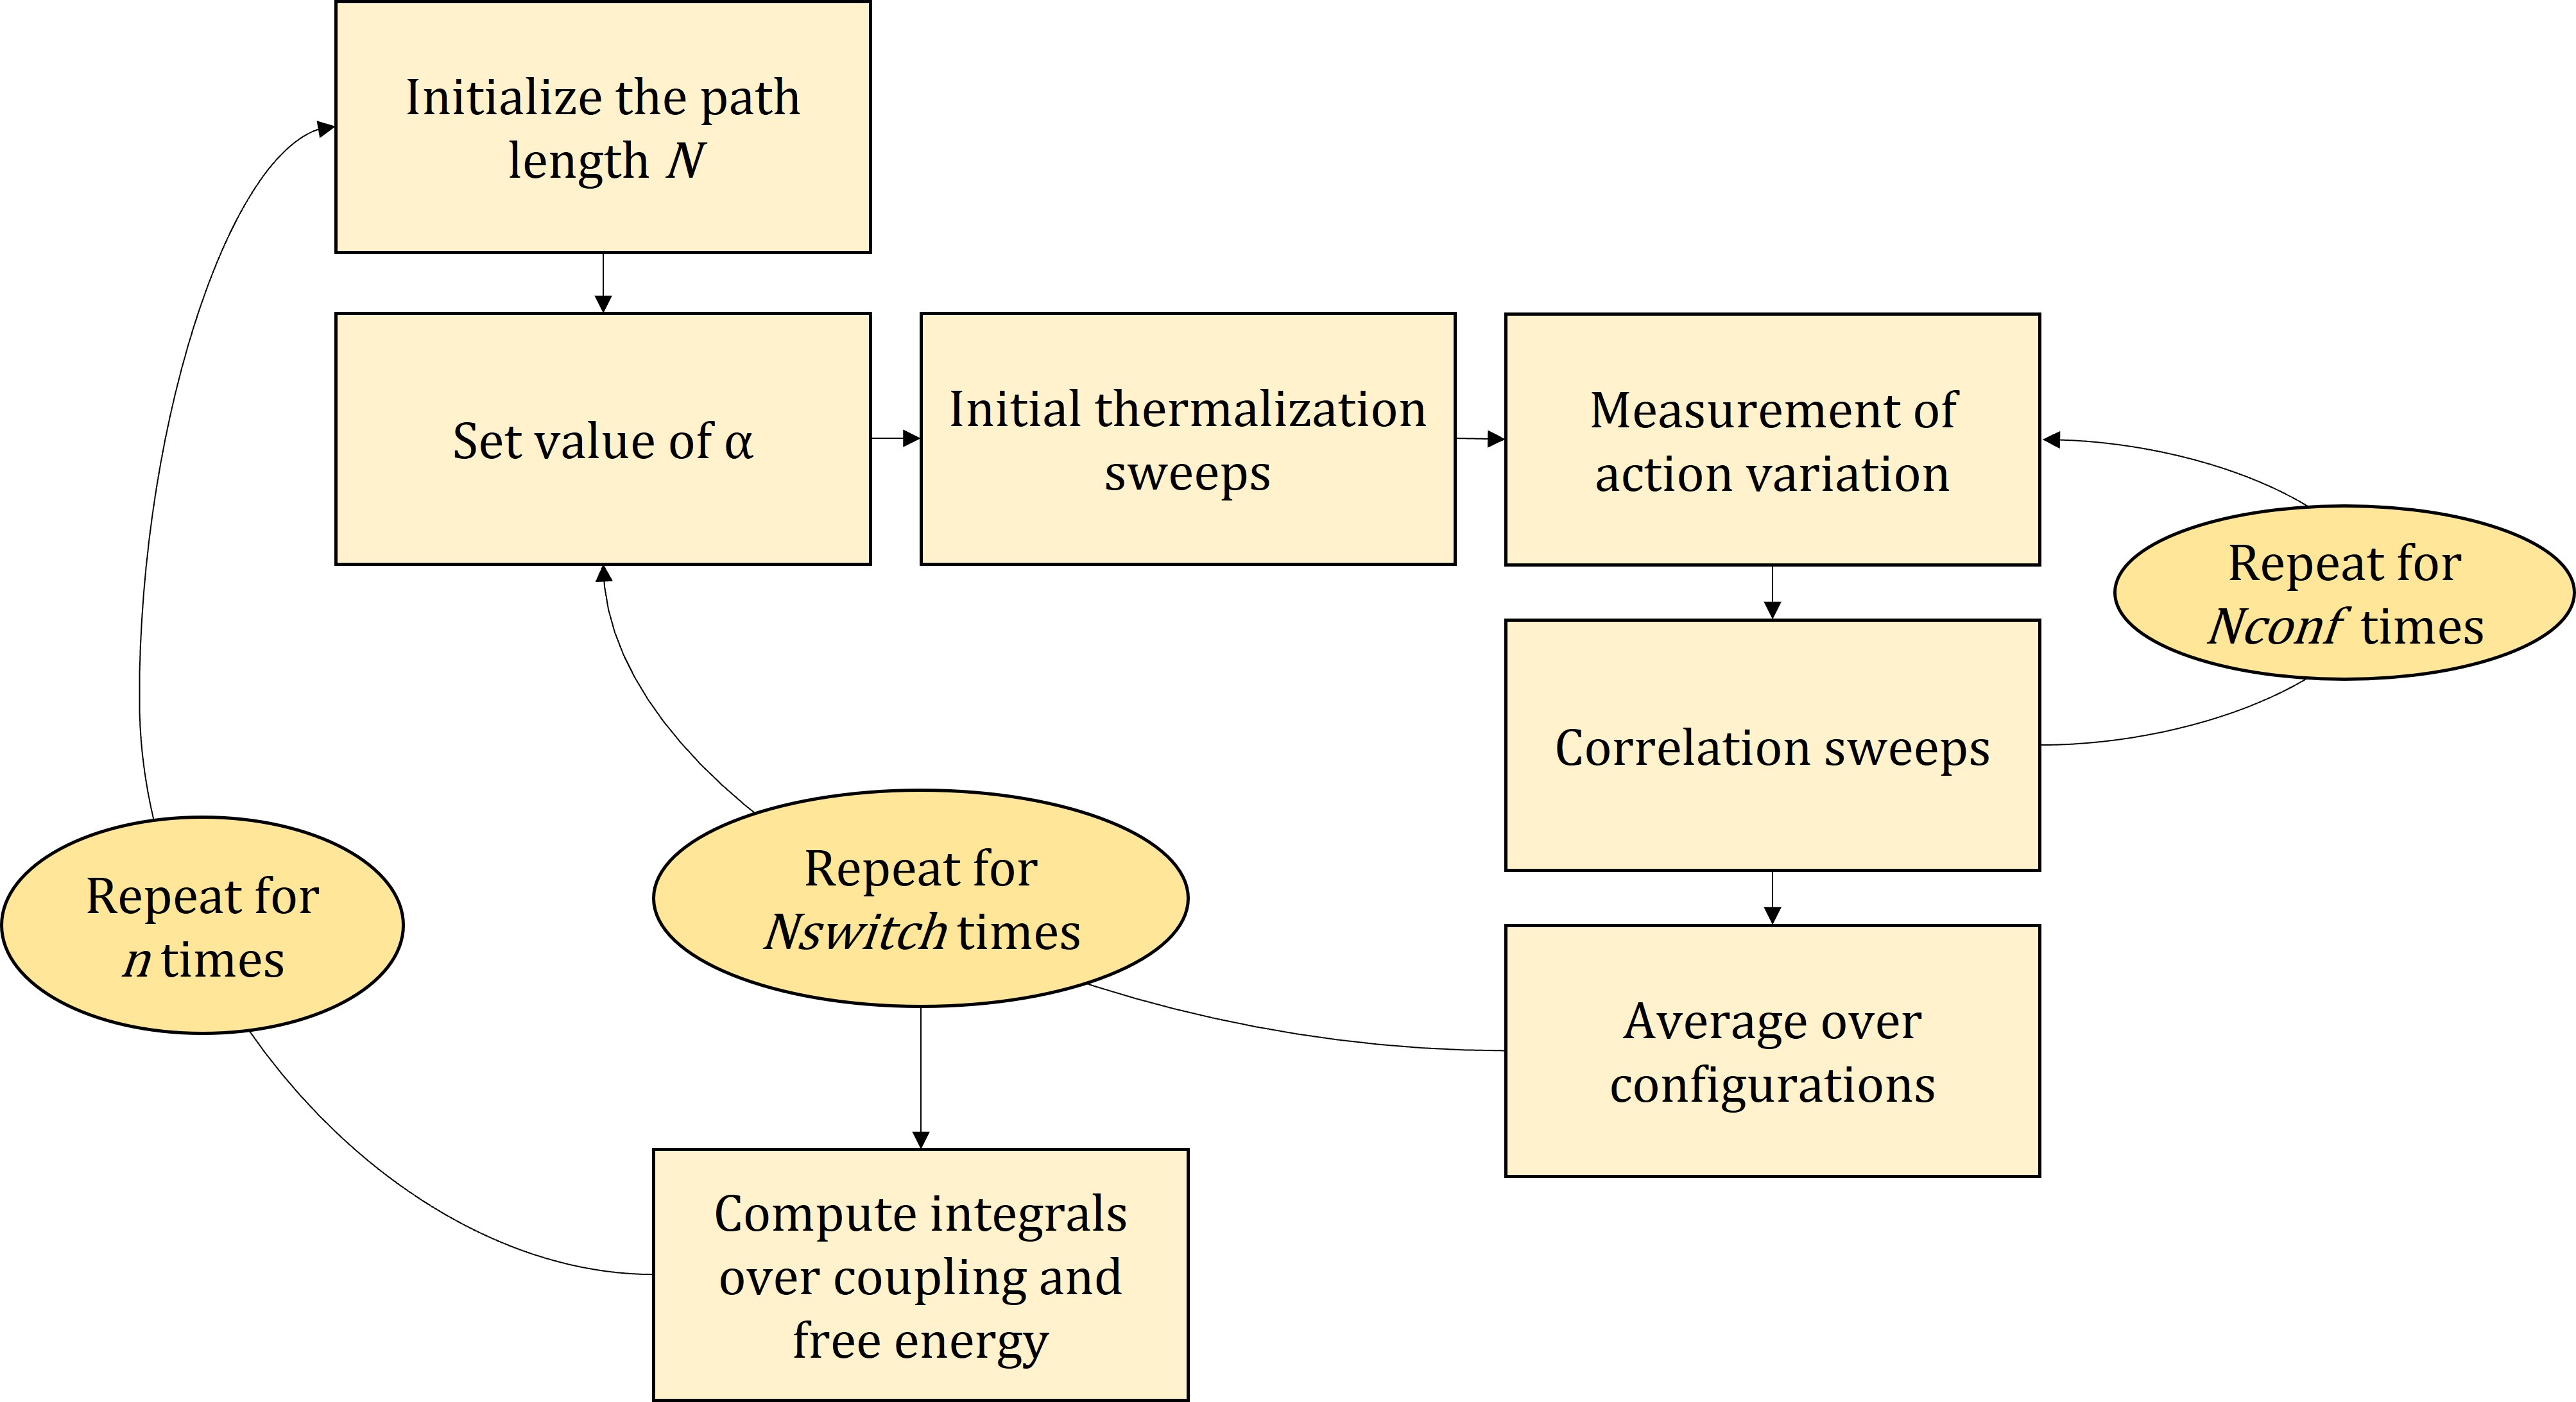 Initialize the path
length N
Set value of α
Initial thermalization
sweeps
Measurement of
action variation
Repeat for
Nconf times
Correlation sweeps
Repeat for
n times
Repeat for
Nswitch times
Average over
configurations
Compute integrals
over coupling and
free energy